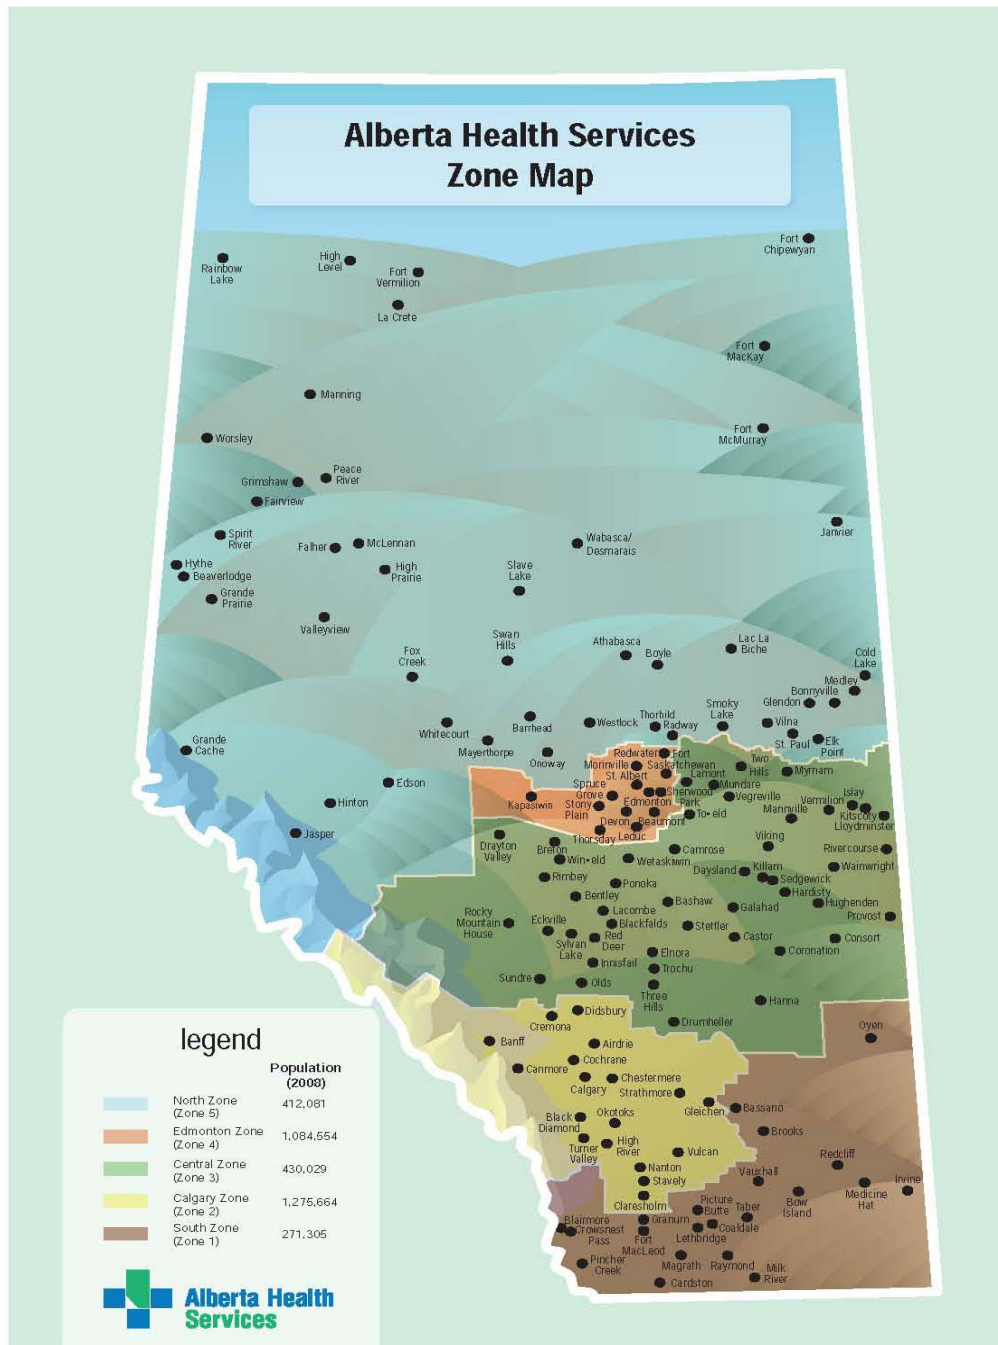 Alberta Health Services
Zone Map
Fort
Chipewyan
Rainbow
Lake
High
Level
Fort
Vermilion
La Crete
Fort
MacKay
Manning
Fort
McMurray
Worsley
Peace
River
Grimshaw
Fairview
Janvier
Spirit
River
Falher
McLennan
Wabasca/
Desmarais
Hythe
Beaverlodge
High
Prairie
Slave
Lake
Grande
Prairie
Valleyview
Swan
Hills
Athabasca
Boyle
Lac La
Biche
Fox
Creek
Cold
Lake
Medley
Bonnyville
Glendon
Smoky
Lake
Whitecourt
Barrhead
Westlock
Thorhild
Radway
Vilna
St. Paul
Elk
Point
Grande
Cache
Mayerthorpe
Onoway
Redwater
Fort
Saskatchewan
Morinville
St. Albert
Two
Hills
Myrnam
Edson
Lamont
Mundare
Hinton
Kapasiwin
Spruce
Grove
Stony
Plain
Sherwood
Park
Edmonton
Vegreville
Vermilion
Islay
Mannville
Kitscoty
Lloydminster
Devon
Beaumont
To•eld
Jasper
Thorsday
Leduc
Drayton
Valley
Breton
Win•eld
Wetaskiwin
Camrose
Viking
Rivercourse
Daysland
Killam
Sedgewick
Wainwright
Rimbey
Ponoka
Hardisty
Bentley
Bashaw
Galahad
Hughenden
Provost
Rocky
Mountain
House
Eckville
Lacombe
Blackfalds
Stettler
Sylvan
Lake
Red
Deer
Castor
Consort
Coronation
Elnora
Innisfail
Trochu
Sundre
Olds
Three
Hills
Hanna
Didsbury
Cremona
Drumheller
Oyen
Banff
Airdrie
Cochrane
Canmore
Calgary
Chestermere
Strathmore
Gleichen
Bassano
Black
Diamond
Okotoks
Brooks
Turner
Valley
High
River
Vulcan
Redcliff
Nanton
Vauxhall
Stavely
Medicine
Hat
Irvine
Claresholm
Bow
Island
Picture
Butte
Taber
Blairmore
Crowsnest
Pass
Granum
Fort
MacLeod
Lethbridge
Coaldale
Pincher
Creek
Magrath
Raymond
Milk
River
Cardston
legend
Population
(2008)
North Zone
(Zone 5)
412,081
Edmonton Zone
(Zone 4)
1,084,554
Central Zone
(Zone 3)
430,029
Calgary Zone
(Zone 2)
1,275,664
South Zone
(Zone 1)
271,305
Alberta Health
Services